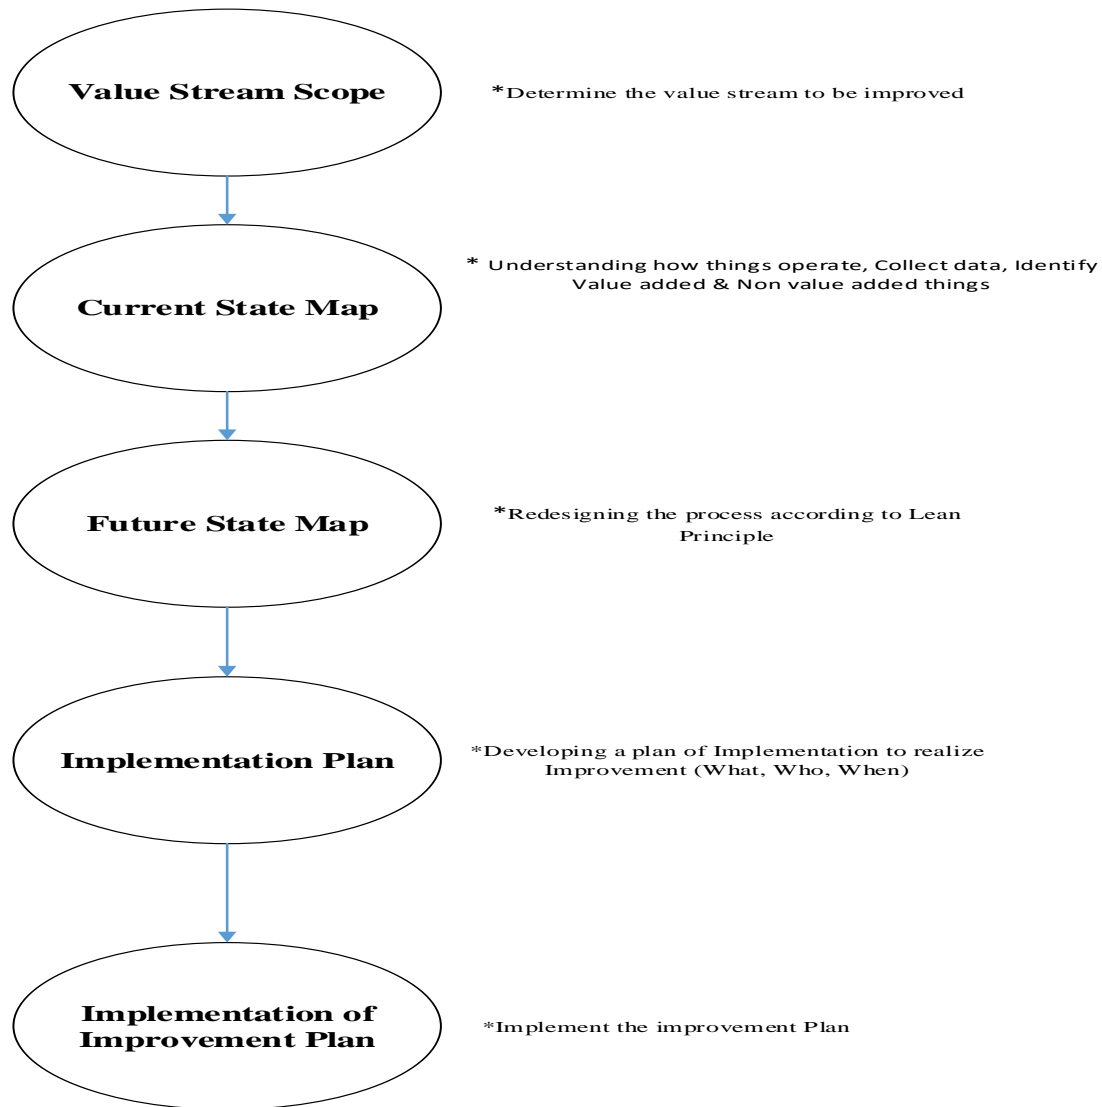 Value Stream Scope
*Determine the value stream to be improved
Current State Map
* Understanding how things operate, Collect data, Identify
Value added & Non value added things
Future State Map
*Redesigning the process according to Lean
Principle
Implementation Plan
*Developing a plan of Implementation to realize
Improvement (What, Who, When)
Implementation of
Improvement Plan
*Implement the improvement Plan